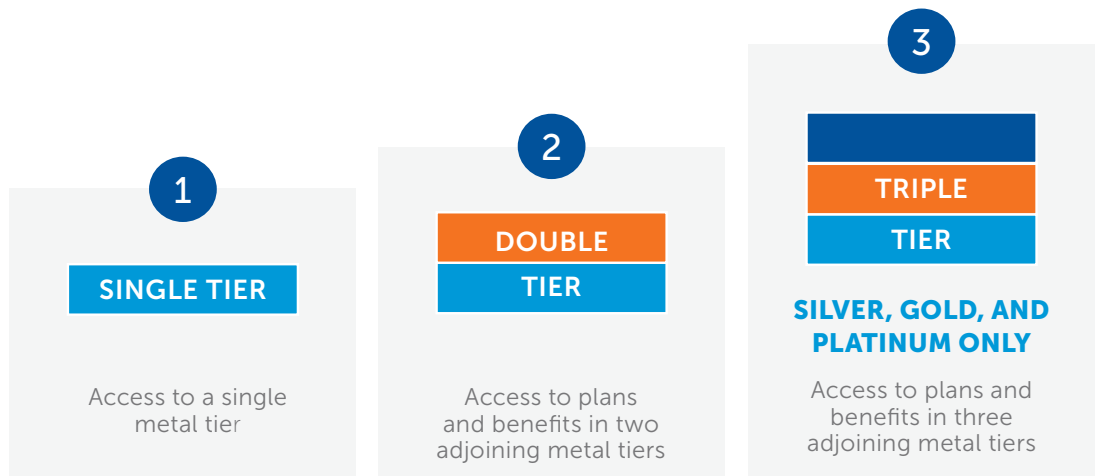 1
SINGLE TIER
Access to a single
metal tier
2
DOUBLE
TIER
Access to plans
and benefits in two
adjoining metal tiers
3
TRIPLE
TIER
SILVER, GOLD, AND
PLATINUM ONLY
Access to plans and
benefits in three
adjoining metal tiers